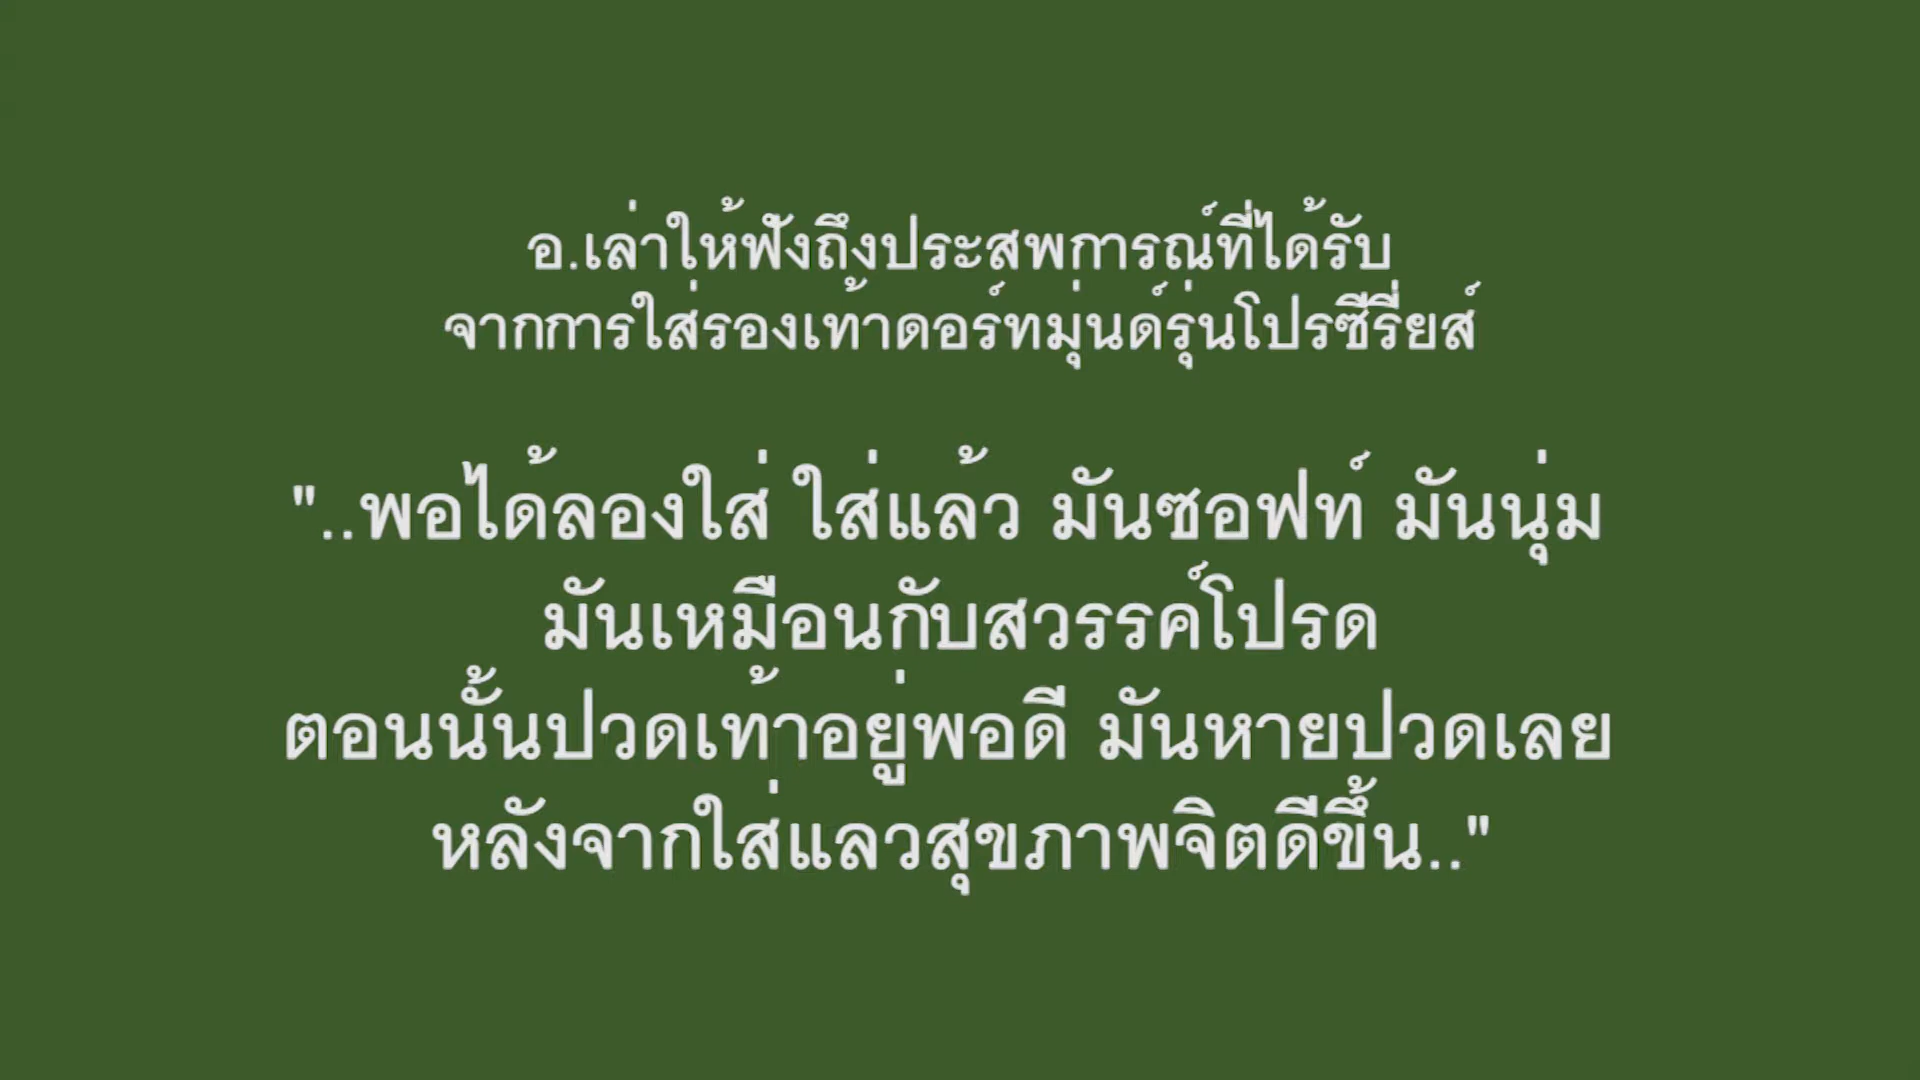 อ.เล่าให้ฟังถึงประสพการณ์ที่ได้รับ
จากการใส่รองเท้าดอร์ทมุ่นด์รุ่นโปรซีรี่ยส์
"..พอได้ลองใส่ ใส่แล้ว มันซอฟท์ มันนุ่ม
มันเหมือนกับสวรรค์โปรด
ตอนนั้นปวดเท้าอยู่พอดี มันหายปวดเลย
หลังจากใส่แลวสุขภาพจิตดีขึ้น.."